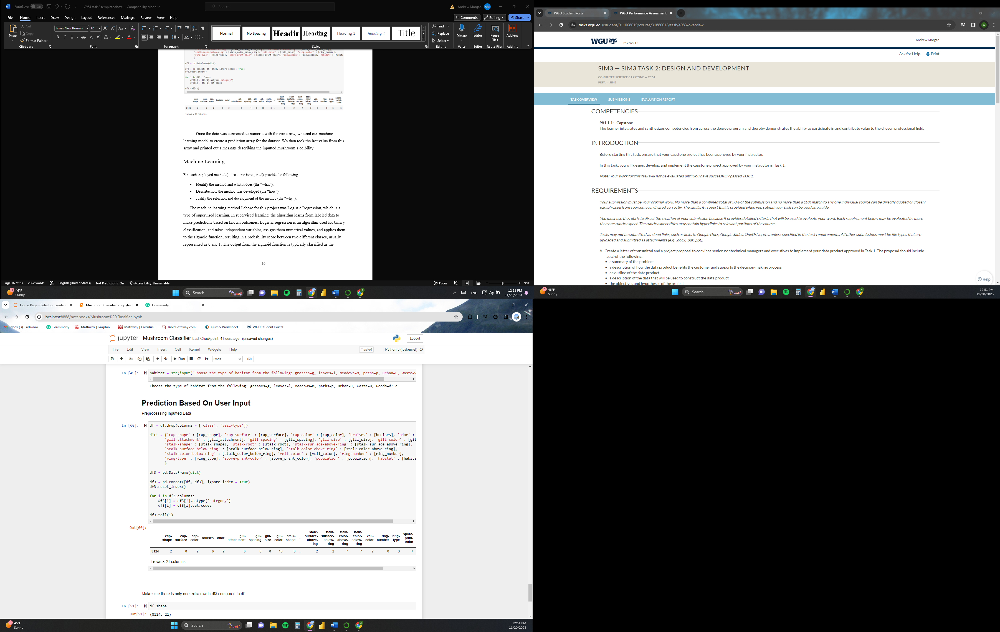 AutoSave Off C964 task 2 template.docx - Compatibility Mode Search Andrew Morgan AM
File Home Insert Draw Design Layout References Mailings Review View Help Comments Editing Share
Paste Cut Copy Format Painter Times New Roman 12 Normal No Spacing Headin Heading Heading 3 Heading 4 Title Find Replace Select Dictate Editor Reuse Files Add-ins
Clipboard Font Paragraph Styles Editing Voice Editor Reuse Files Add-ins
'stalk-color-below-ring' : [stalk_color_below_ring], 'veil-color' : [veil_color], 'ring-number' : [ring_number],
'ring-type' : [ring_type], 'spore-print-color' : [spore_print_color], 'population' : [population], 'habitat' : [habita
}
df3 = pd.DataFrame(dict)
df3 = pd.concat([df, df3], ignore_index = True)
df3.reset_index()
for i in df3.columns:
df3[i] = df3[i].astype('category')
df3[i] = df3[i].cat.codes
df3.tail(1)
cap-shape cap-surface cap-color bruises odor gill-attachment gill-spacing gill-size gill-color stalk-shape ... stalk-surface-above-ring stalk-surface-below-ring stalk-color-above-ring stalk-color-below-ring veil-color ring-number ring-type spore-print-color
8124 2 2 2 0 2 0 1 0 10 0 ... 2 2 7 7 2 0 3 3
1 rows × 21 columns
Once the data was converted to numeric with the extra row, we used our machine
learning model to create a prediction array for the dataset. We then took the last value from this
array and printed out a message describing the inputted mushroom's edibility.
Machine Learning
For each employed method (at least one is required) provide the following:
• Identify the method and what it does (the "what").
• Describe how the method was developed (the "how").
• Justify the selection and development of the method (the "why").
The machine learning method I chose for this project was Logistic Regression, which is a
type of supervised learning. In supervised learning, the algorithm learns from labeled data to
make predictions based on known outcomes. Logistic regression is an algorithm used for binary
classification, and takes independent variables, assigns them numerical values, and applies them
to the sigmoid function, resulting in a probability score between two different classes, usually
represented as 0 and 1. The output from the sigmoid function is typically classified as the
16
Page 16 of 23 2862 words English (United States) Text Predictions: On Accessibility: Unavailable Focus 95%
46°F Sunny Search ENG 12:51 PM 11/20/2023
WGU Student Portal WGU Performance Assessment
tasks.wgu.edu/student/011068619/course/31880018/task/4083/overview
WGU MY WGU Andrew Morgan
Ask for Help Print
SIM3 — SIM3 TASK 2: DESIGN AND DEVELOPMENT
COMPUTER SCIENCE CAPSTONE — C964
PRFA — SIM3
TASK OVERVIEW SUBMISSIONS EVALUATION REPORT
COMPETENCIES
981.1.1 : Capstone
The learner integrates and synthesizes competencies from across the degree program and thereby demonstrates the ability to participate in and contribute value to the chosen professional field.
INTRODUCTION
Before starting this task, ensure that your capstone project has been approved by your instructor.
In this task, you will design, develop, and implement the capstone project approved by your instructor in Task 1.
Note: Your work for this task will not be evaluated until you have successfully passed Task 1.
REQUIREMENTS
Your submission must be your original work. No more than a combined total of 30% of the submission and no more than a 10% match to any one individual source can be directly quoted or closely
paraphrased from sources, even if cited correctly. The similarity report that is provided when you submit your task can be used as a guide.
You must use the rubric to direct the creation of your submission because it provides detailed criteria that will be used to evaluate your work. Each requirement below may be evaluated by more
than one rubric aspect. The rubric aspect titles may contain hyperlinks to relevant portions of the course.
Tasks may not be submitted as cloud links, such as links to Google Docs, Google Slides, OneDrive, etc., unless specified in the task requirements. All other submissions must be file types that are
uploaded and submitted as attachments (e.g., .docx, .pdf, .ppt).
A. Create a letter of transmittal and a project proposal to convince senior, nontechnical managers and executives to implement your data product approved in Task 1. The proposal should include
each of the following:
• a summary of the problem
• a description of how the data product benefits the customer and supports the decision-making process
• an outline of the data product
• a description of the data that will be used to construct the data product
• the objectives and hypotheses of the project
Help
46°F Sunny Search 12:51 PM 11/20/2023
Home Page - Select or create a Mushroom Classifier - Jupyter Grammarly
localhost:8888/notebooks/Mushroom%20Classifier.ipynb
Inbox (3) - admsao... Grammarly Mathway | Graphin... Mathway | Calculus... BibleGateway.com:... Quiz & Worksheet... WGU Student Portal
jupyter Mushroom Classifier Last Checkpoint: 4 hours ago (unsaved changes) Logout
File Edit View Insert Cell Kernel Widgets Help Trusted Python 3 (ipykernel)
Run Code
In [49]: habitat = str(input("Choose the type of habitat from the following: grasses=g, leaves=l, meadows=m, paths=p, urban=u, waste=w
Choose the type of habitat from the following: grasses=g, leaves=l, meadows=m, paths=p, urban=u, waste=w, woods=d: d
Prediction Based On User Input
Preprocessing Inputted Data
In [60]: df = df.drop(columns = ['class', 'veil-type'])
dict = {'cap-shape' : [cap_shape], 'cap-surface' : [cap_surface], 'cap-color' : [cap_color], 'bruises' : [bruises], 'odor' :
'gill-attachment' : [gill_attachment], 'gill-spacing' : [gill_spacing], 'gill-size' : [gill_size], 'gill-color' : [gil
'stalk-shape' : [stalk_shape], 'stalk-root' : [stalk_root], 'stalk-surface-above-ring' : [stalk_surface_above_ring],
'stalk-surface-below-ring' : [stalk_surface_below_ring], 'stalk-color-above-ring' : [stalk_color_above_ring],
'stalk-color-below-ring' : [stalk_color_below_ring], 'veil-color' : [veil_color], 'ring-number' : [ring_number],
'ring-type' : [ring_type], 'spore-print-color' : [spore_print_color], 'population' : [population], 'habitat' : [habita
}
df3 = pd.DataFrame(dict)
df3 = pd.concat([df, df3], ignore_index = True)
df3.reset_index()
for i in df3.columns:
df3[i] = df3[i].astype('category')
df3[i] = df3[i].cat.codes
df3.tail(1)
Out[60]:
cap-shape cap-surface cap-color bruises odor gill-attachment gill-spacing gill-size gill-color stalk-shape ... stalk-surface-above-ring stalk-surface-below-ring stalk-color-above-ring stalk-color-below-ring veil-color ring-number ring-type spore-print-color
8124 2 0 2 0 2 0 0 0 10 0 ... 2 2 7 7 2 0 3 7
1 rows × 21 columns
Make sure there is only one extra row in df3 compared to df
In [51]: df.shape
Out[51]: (8124, 21)
46°F Sunny Search 12:51 PM 11/20/2023